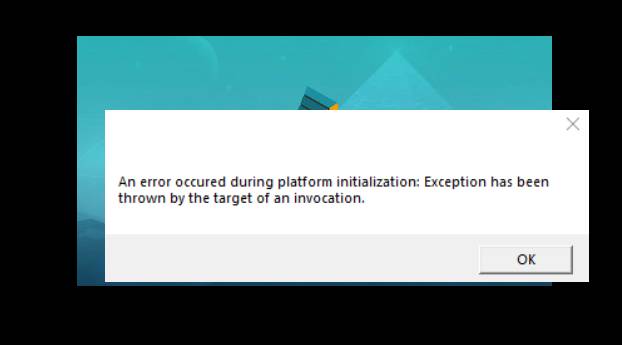 An error occured during platform initialization: Exception has been
thrown by the target of an invocation.
OK